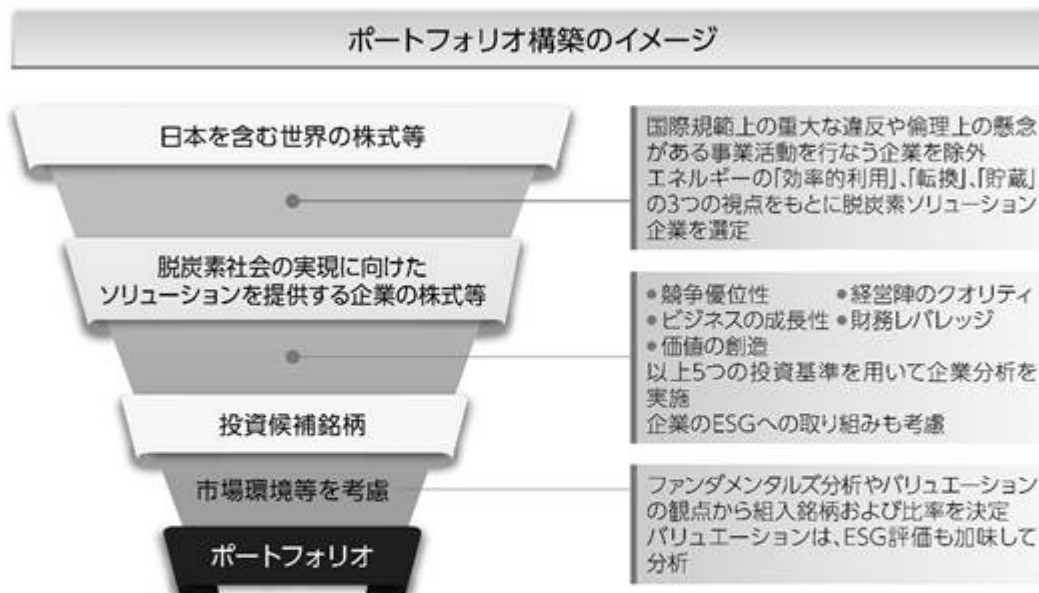 ポートフォリオ構築のイメージ
日本を含む世界の株式等
国際規範上の重大な違反や倫理上の懸念
がある事業活動を行なう企業を除外
エネルギーの「効率的利用」、「転換」、「貯蔵」
の3つの視点をもとに脱炭素ソリューション
企業を選定
脱炭素社会の実現に向けた
ソリューションを提供する企業の株式等
●競争優位性 ●経営陣のクオリティ
●ビジネスの成長性 ●財務レバレッジ
●価値の創造
以上5つの投資基準を用いて企業分析を
実施
企業のESGへの取り組みも考慮
投資候補銘柄
市場環境等を考慮
ファンダメンタルズ分析やバリュエーション
の観点から組入銘柄および比率を決定
バリュエーションは、ESG評価も加味して
分析
ポートフォリオ